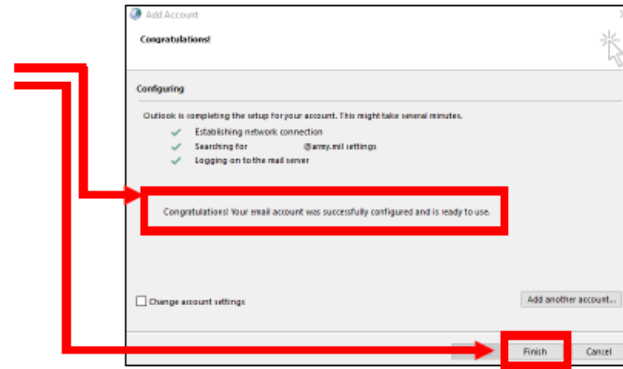 Add Account
Congratulations!
Configuring
Outlook is completing the setup for your account. This might take several minutes.
Establishing network connection
Searching for @army.mil settings
Logging on to the mail server
Congratulations! Your email account was successfully configured and is ready to use.
Change account settings
Add another account...
Finish
Cancel